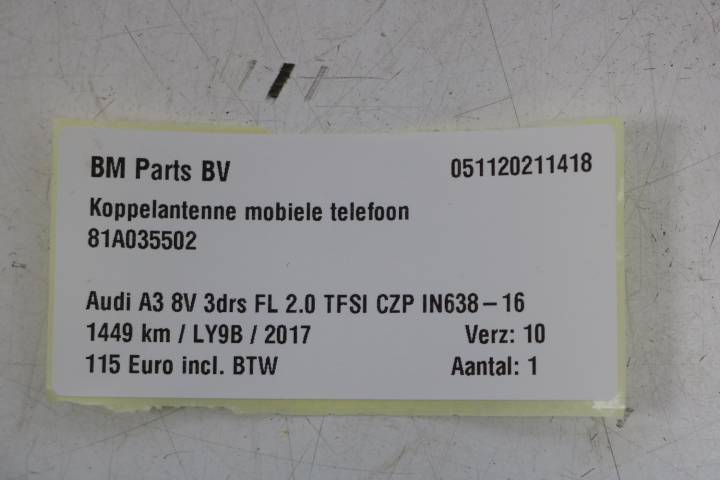 BM Parts BV 051120211418
Koppelantenne mobiele telefoon
81A035502
Audi A3 8V 3drs FL 2.0 TFSI CZP IN638 – 16
1449 km / LY9B / 2017 Verz: 10
115 Euro incl. BTW Aantal: 1